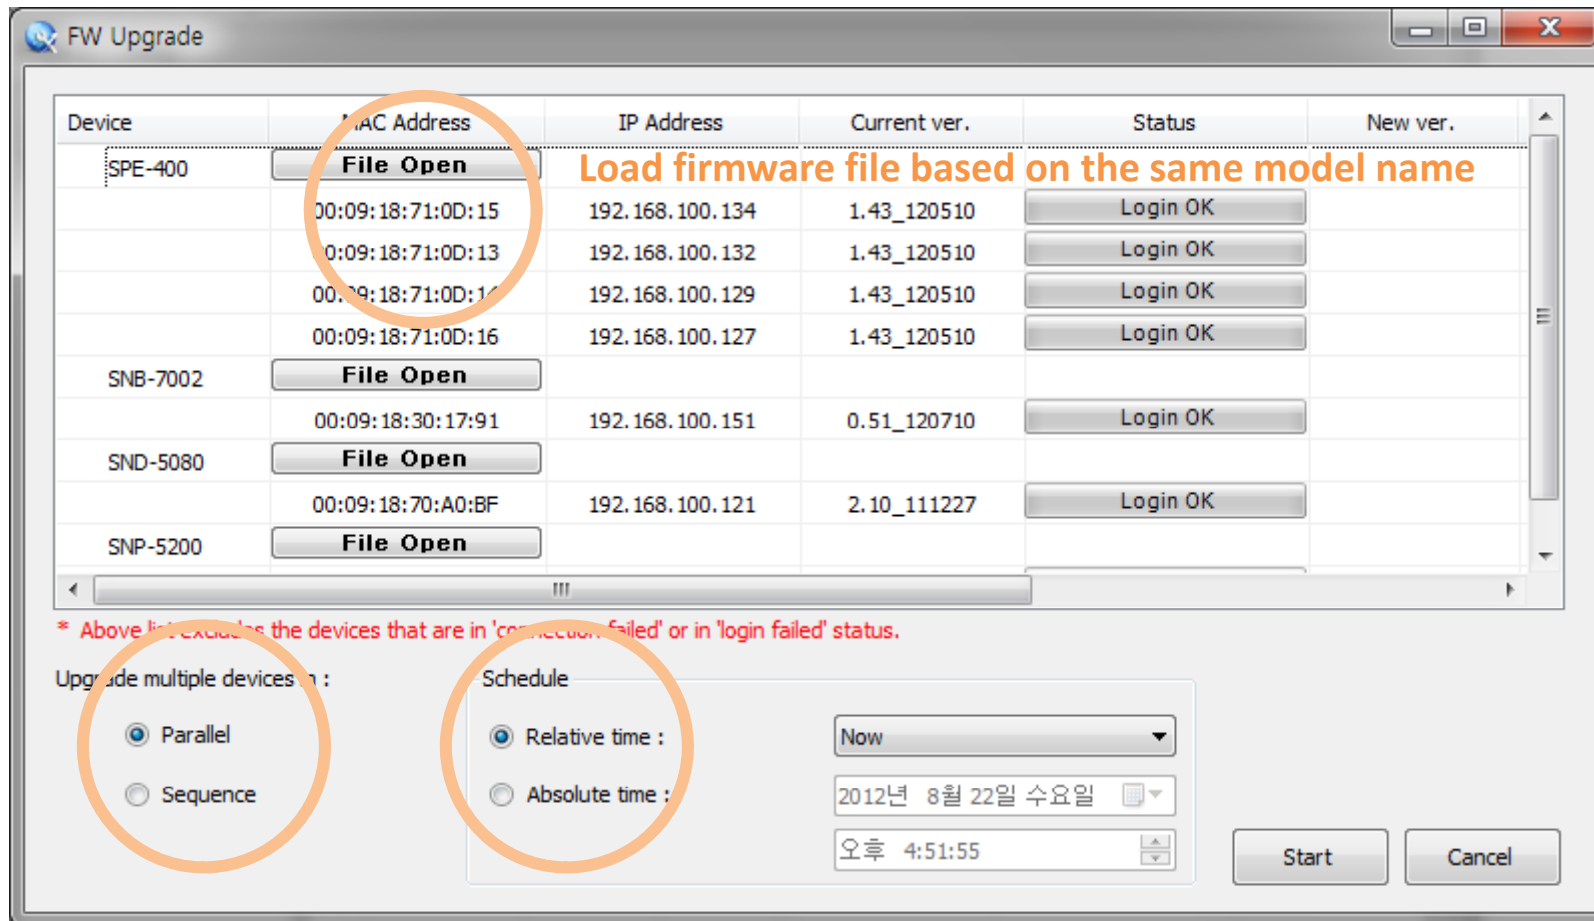 FW Upgrade
Device MAC Address IP Address Current ver. Status New ver.
SPE-400 File Open Load firmware file based on the same model name
00:09:18:71:0D:15 192.168.100.134 1.43_120510 Login OK
00:09:18:71:0D:13 192.168.100.132 1.43_120510 Login OK
192.168.100.129 1.43_120510 Login OK
00:09:18:71:0D:16 192.168.100.127 1.43_120510 Login OK
SNB-7002 File Open
00:09:18:30:17:91 192.168.100.151 0.51_120710 Login OK
SND-5080 File Open
00:09:18:70:A0:BF 192.168.100.121 2.10_111227 Login OK
SNP-5200 File Open
* Above list excludes the devices that are in 'connection failed' or in 'login failed' status.
Upgrade multiple devices in : Schedule
Parallel Relative time : Now
Sequence Absolute time : 2012년 8월 22일 수요일
오후 4:51:55
Start Cancel